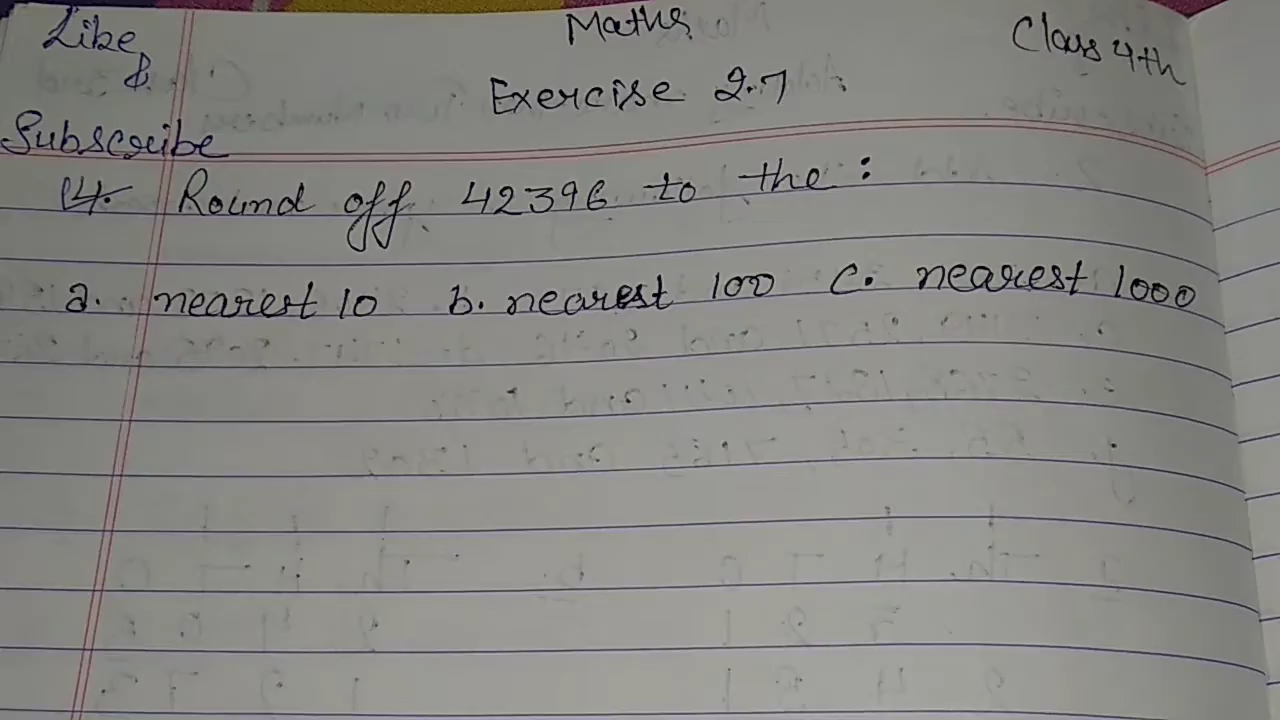 Like
&
Subscribe
Maths
Class 4th
Exercise 2.7
14. Round off 42396 to the :
a. nearest 10 b. nearest 100 c. nearest 1000